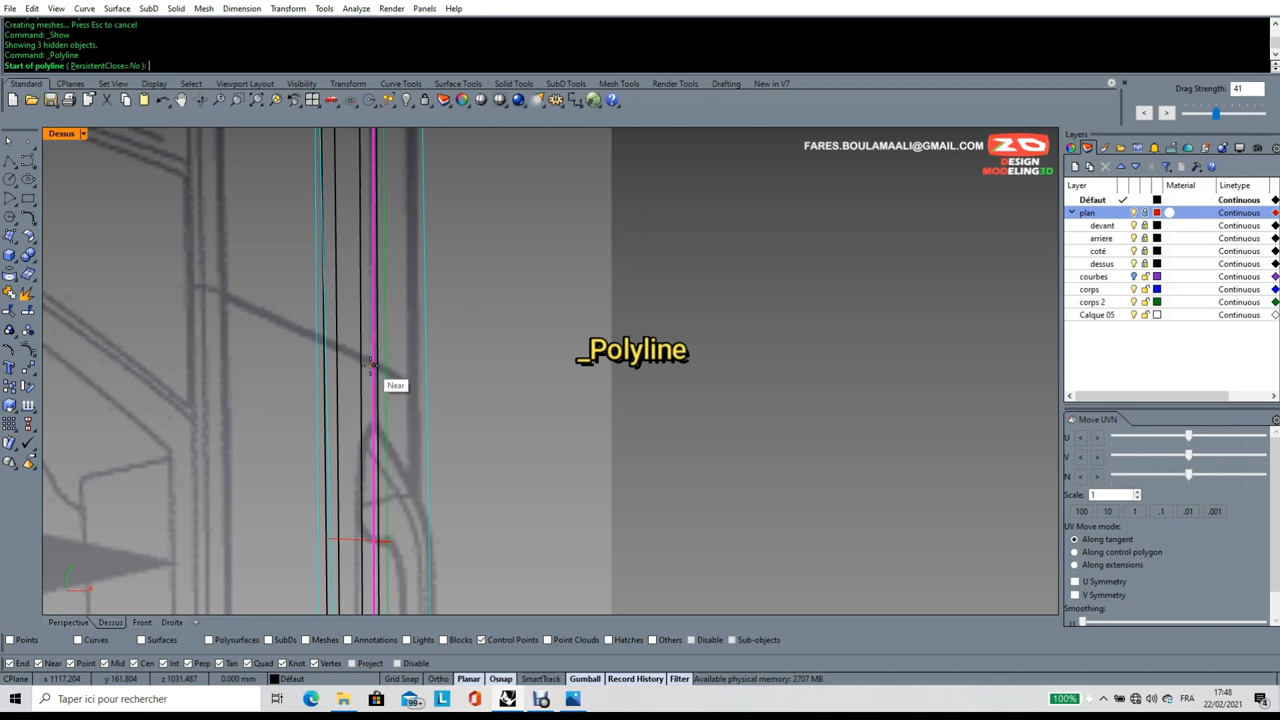 File Edit View Curve Surface SubD Solid Mesh Dimension Transform Tools Analyze Render Panels Help
Creating meshes... Press Esc to cancel
Command: _Show
Showing 3 hidden objects.
Command: _Polyline
Start of polyline ( PersistentClose=No ):
Standard CPlanes Set View Display Select Viewport Layout Visibility Transform Curve Tools Surface Tools Solid Tools SubD Tools Mesh Tools Render Tools Drafting New in V7
Drag Strength: 41
Dessus
FARES.BOULAMAALI@GMAIL.COM
DESIGN
MODELING3D
Layers
Layer Material Linetype
Défaut Continuous
plan Continuous
devant Continuous
arriere Continuous
coté Continuous
dessus Continuous
courbes Continuous
corps Continuous
corps 2 Continuous
Calque 05 Continuous
_Polyline
Near
Move UVN
U < >
V < >
N < >
Scale: 1
100 10 1 .1 .01 .001
UV Move mode:
Along tangent
Along control polygon
Along extensions
U Symmetry
V Symmetry
Smoothing:
U
y
x
Perspective Dessus Front Droite +
Points Curves Surfaces Polysurfaces SubDs Meshes Annotations Lights Blocks Control Points Point Clouds Hatches Others Disable Sub-objects
End Near Point Mid Cen Int Perp Tan Quad Knot Vertex Project Disable
CPlane x 1117.204 y 161.804 z 1031.487 0.000 mm Défaut Grid Snap Ortho Planar Osnap SmartTrack Gumball Record History Filter Available physical memory: 2707 MB
Taper ici pour rechercher
99+
100%
FRA
17:48
22/02/2021
4